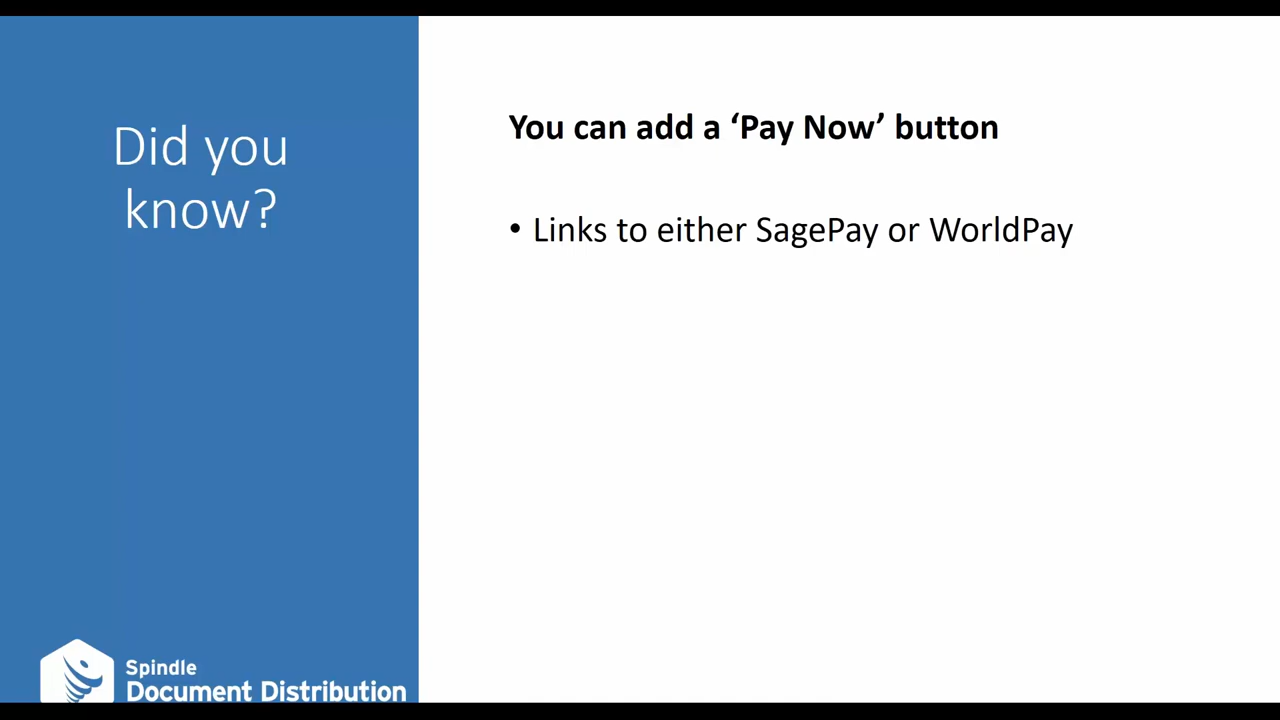 Did you
know?
You can add a ‘Pay Now’ button
• Links to either SagePay or WorldPay
Spindle
Document Distribution